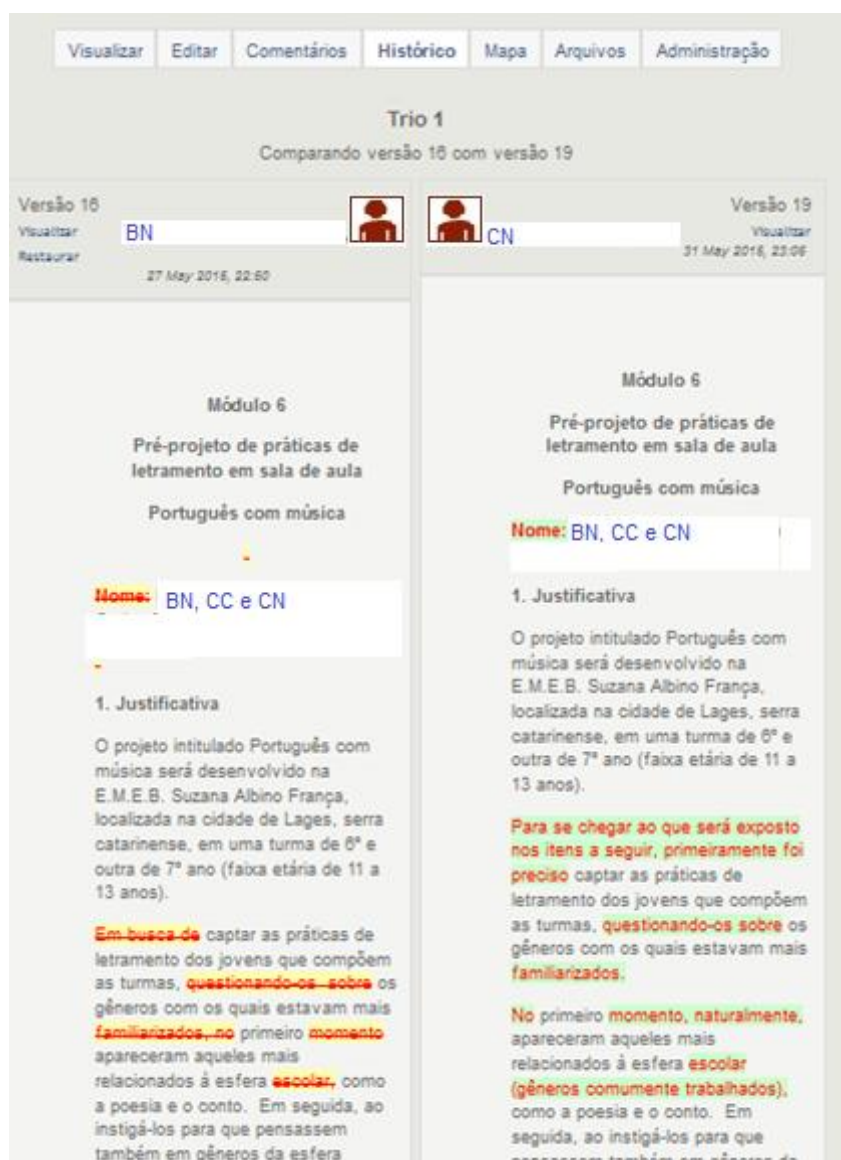 Visualizar Editar Comentários Histórico Mapa Arquivos Administração
Trio 1
Comparando versão 16 com versão 19
Versão 16
Visualizar
BN
Restaurar
27 May 2015, 22:50
Módulo 6
Pré-projeto de práticas de
letramento em sala de aula
Português com música
Nome: BN, CC e CN
1. Justificativa
O projeto intitulado Português com
música será desenvolvido na
E.M.E.B. Suzana Albino França,
localizada na cidade de Lages, serra
catarinense, em uma turma de 6º e
outra de 7º ano (faixa etária de 11 a
13 anos).
Em busca de captar as práticas de
letramento dos jovens que compõem
as turmas, questionando-os sobre os
gêneros com os quais estavam mais
familiarizados, no primeiro momento
apareceram aqueles mais
relacionados à esfera escolar, como
a poesia e o conto. Em seguida, ao
instigá-los para que pensassem
também em gêneros da esfera
Versão 19
CN
Visualizar
31 May 2015, 23:06
Módulo 6
Pré-projeto de práticas de
letramento em sala de aula
Português com música
Nome: BN, CC e CN
1. Justificativa
O projeto intitulado Português com
música será desenvolvido na
E.M.E.B. Suzana Albino França,
localizada na cidade de Lages, serra
catarinense, em uma turma de 6º e
outra de 7º ano (faixa etária de 11 a
13 anos).
Para se chegar ao que será exposto
nos itens a seguir, primeiramente foi
preciso captar as práticas de
letramento dos jovens que compõem
as turmas, questionando-os sobre os
gêneros com os quais estavam mais
familiarizados.
No primeiro momento, naturalmente,
apareceram aqueles mais
relacionados à esfera escolar
(gêneros comumente trabalhados),
como a poesia e o conto. Em
seguida, ao instigá-los para que
pensassem também em gêneros da